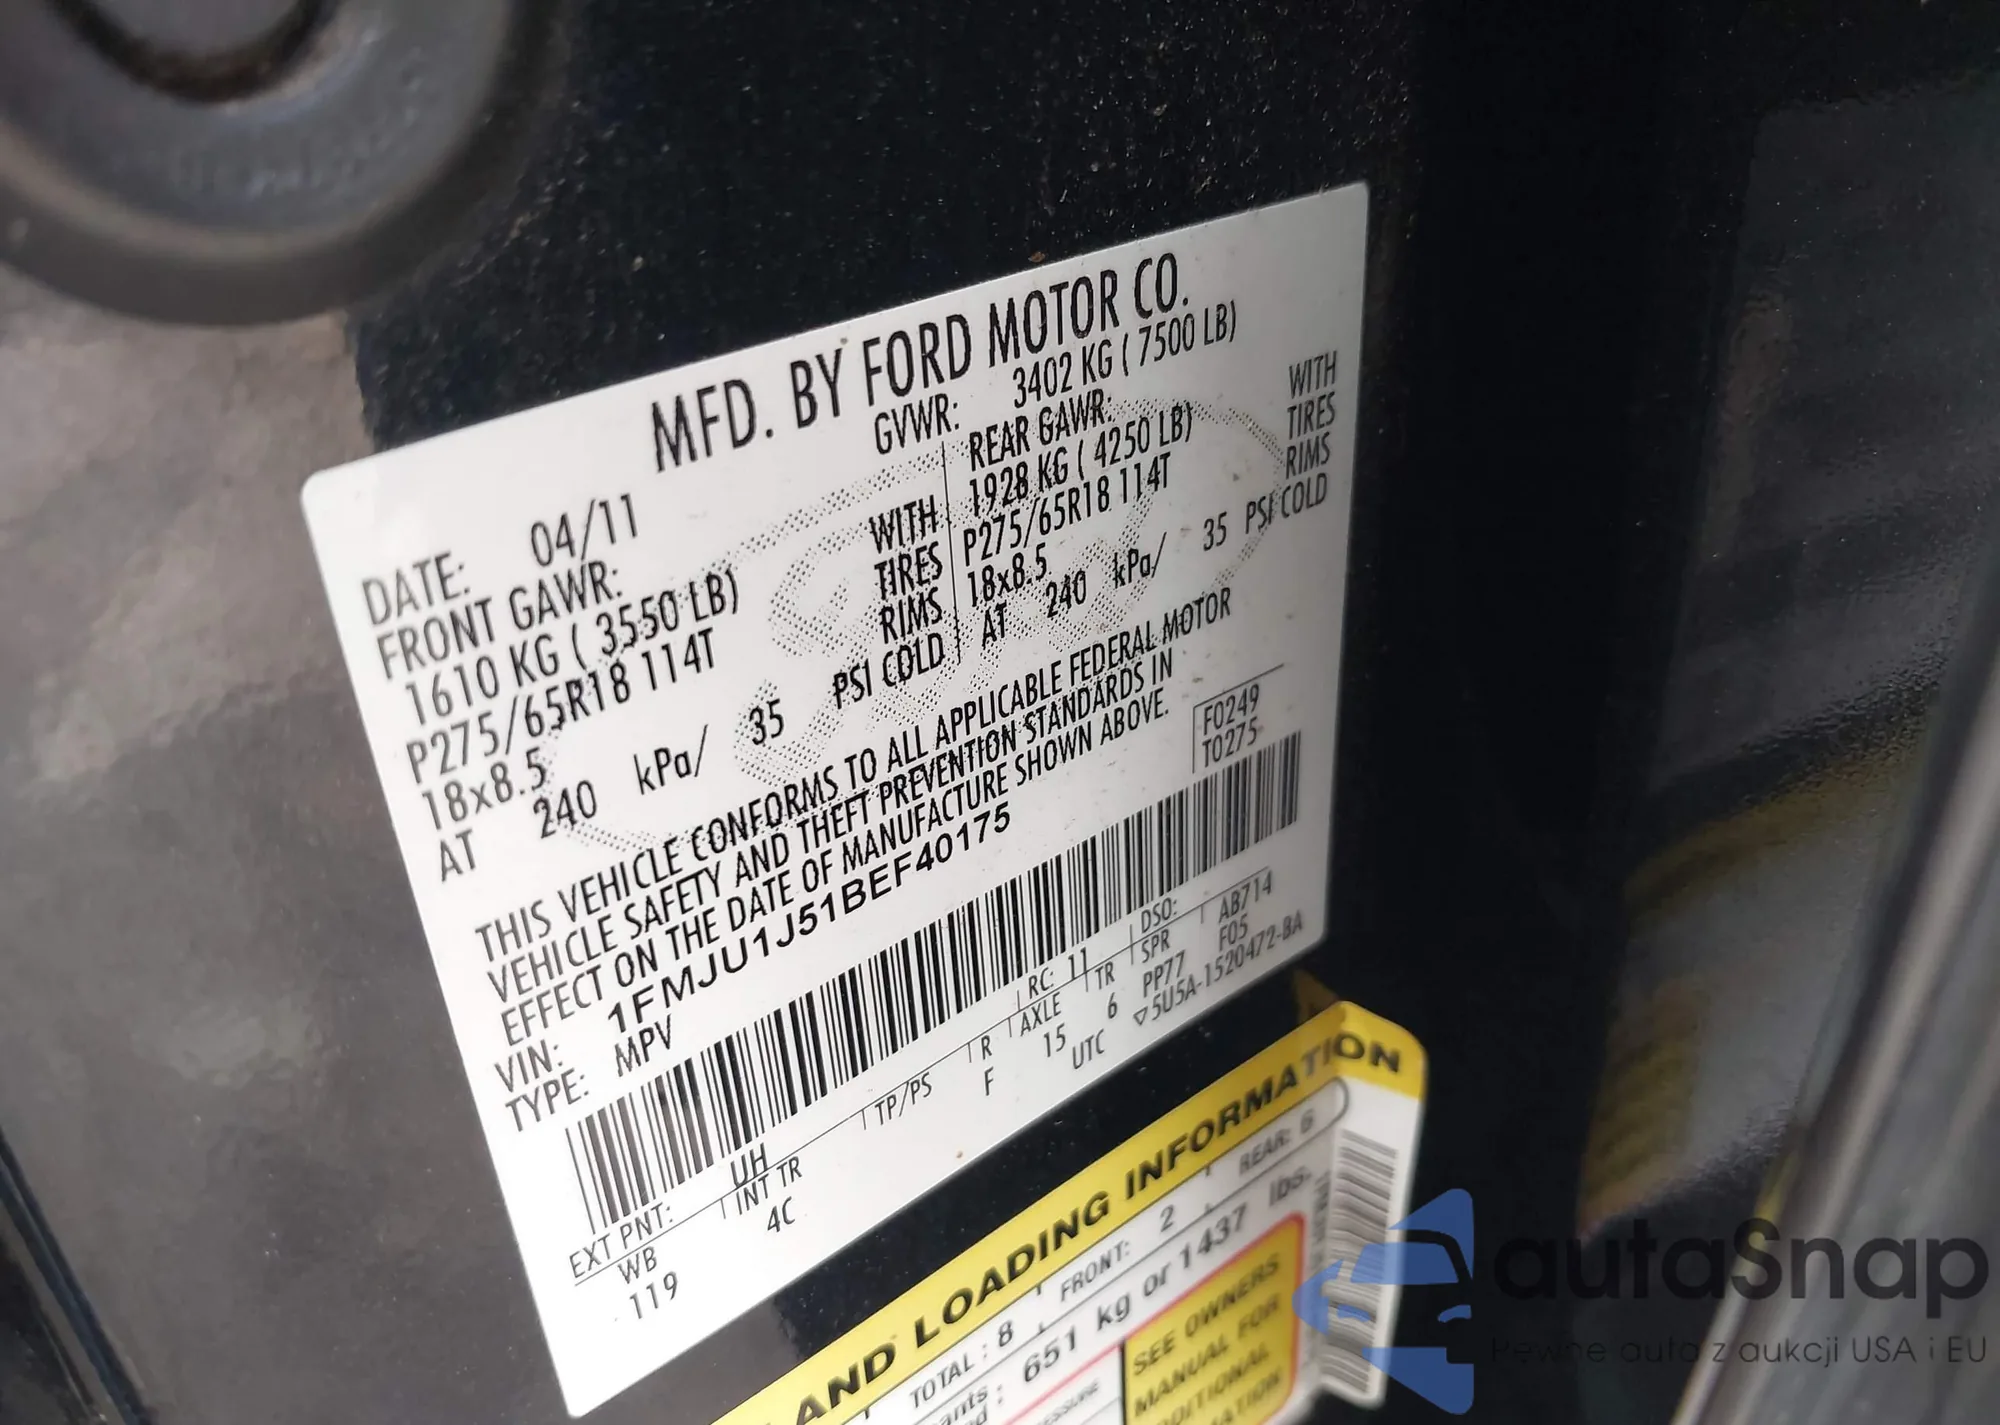 MFD. BY FORD MOTOR CO.
DATE: 04/11 GVWR: 3402 KG ( 7500 LB)
FRONT GAWR: REAR GAWR:
1610 KG ( 3550 LB) WITH 1928 KG ( 4250 LB) WITH
P275/65R18 114T TIRES P275/65R18 114T TIRES
18x8.5 RIMS 18x8.5 RIMS
AT 240 kPa/ 35 PSI COLD AT 240 kPa/ 35 PSI COLD
THIS VEHICLE CONFORMS TO ALL APPLICABLE FEDERAL MOTOR
VEHICLE SAFETY AND THEFT PREVENTION STANDARDS IN
EFFECT ON THE DATE OF MANUFACTURE SHOWN ABOVE.
F0249
T0275
VIN: 1FMJU1J51BEF40175
TYPE: MPV
EXT PNT: UH RC: 11 DSO: AB714
WB INT TR TP/PS R AXLE TR SPR F05
119 4C F 15 6 PP77
UTC ▽5U5A-1520472-BA
AND LOADING INFORMATION
TOTAL: 8 FRONT: 2 REAR: 6
651 kg or 1437 lbs.
SEE OWNERS
MANUAL FOR
autaSnap
Pewne auta z aukcji USA i EU